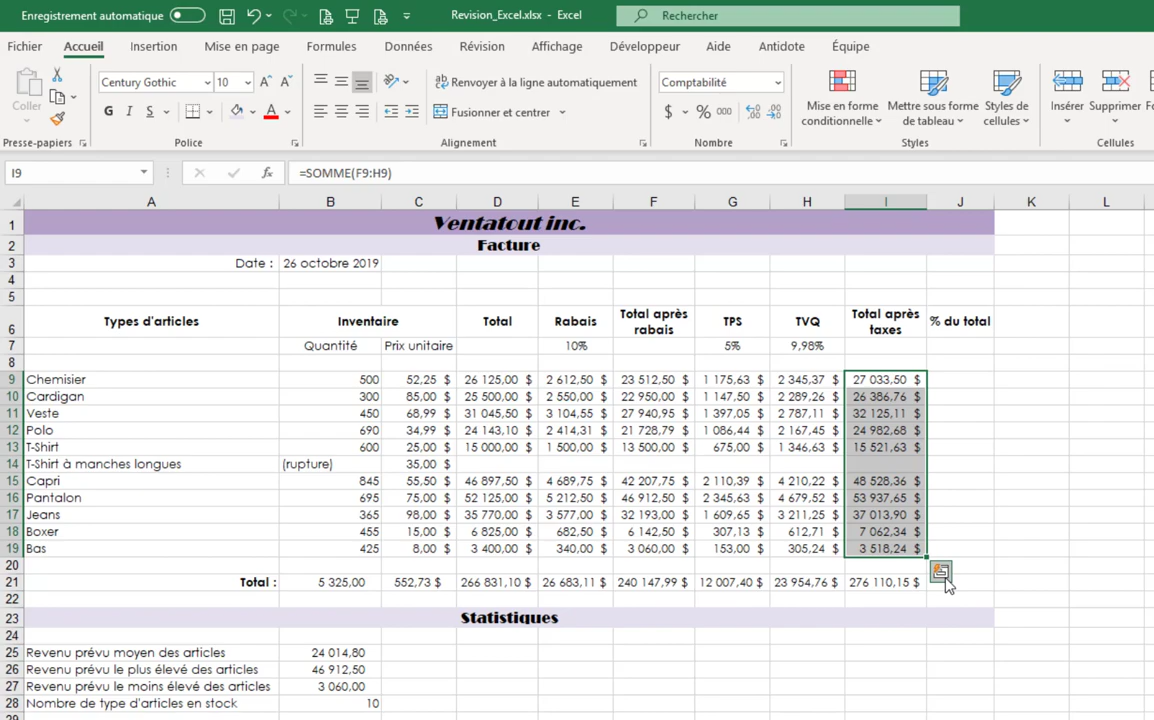 Enregistrement automatique
Revision_Excel.xlsx - Excel
Rechercher
Fichier Accueil Insertion Mise en page Formules Données Révision Affichage Développeur Aide Antidote Équipe
Coller
Century Gothic 10
G I S
Renvoyer à la ligne automatiquement
Fusionner et centrer
Comptabilité
$ % 000
Mise en forme conditionnelle
Mettre sous forme de tableau
Styles de cellules
Insérer
Supprimer
Presse-papiers Police Alignement Nombre Styles Cellules
I9 fx =SOMME(F9:H9)
A B C D E F G H I J K L
1 Ventatout inc.
2 Facture
3 Date : 26 octobre 2019
4
5
6 Types d'articles Inventaire Total Rabais Total après rabais TPS TVQ Total après taxes % du total
7 Quantité Prix unitaire 10% 5% 9,98%
8
9 Chemisier 500 52,25 $ 26 125,00 $ 2 612,50 $ 23 512,50 $ 1 175,63 $ 2 345,37 $ 27 033,50 $
10 Cardigan 300 85,00 $ 25 500,00 $ 2 550,00 $ 22 950,00 $ 1 147,50 $ 2 289,26 $ 26 386,76 $
11 Veste 450 68,99 $ 31 045,50 $ 3 104,55 $ 27 940,95 $ 1 397,05 $ 2 787,11 $ 32 125,11 $
12 Polo 690 34,99 $ 24 143,10 $ 2 414,31 $ 21 728,79 $ 1 086,44 $ 2 167,45 $ 24 982,68 $
13 T-Shirt 600 25,00 $ 15 000,00 $ 1 500,00 $ 13 500,00 $ 675,00 $ 1 346,63 $ 15 521,63 $
14 T-Shirt à manches longues (rupture) 35,00 $
15 Capri 845 55,50 $ 46 897,50 $ 4 689,75 $ 42 207,75 $ 2 110,39 $ 4 210,22 $ 48 528,36 $
16 Pantalon 695 75,00 $ 52 125,00 $ 5 212,50 $ 46 912,50 $ 2 345,63 $ 4 679,52 $ 53 937,65 $
17 Jeans 365 98,00 $ 35 770,00 $ 3 577,00 $ 32 193,00 $ 1 609,65 $ 3 211,25 $ 37 013,90 $
18 Boxer 455 15,00 $ 6 825,00 $ 682,50 $ 6 142,50 $ 307,13 $ 612,71 $ 7 062,34 $
19 Bas 425 8,00 $ 3 400,00 $ 340,00 $ 3 060,00 $ 153,00 $ 305,24 $ 3 518,24 $
20
21 Total : 5 325,00 552,73 $ 266 831,10 $ 26 683,11 $ 240 147,99 $ 12 007,40 $ 23 954,76 $ 276 110,15 $
22
23 Statistiques
24
25 Revenu prévu moyen des articles 24 014,80
26 Revenu prévu le plus élevé des articles 46 912,50
27 Revenu prévu le moins élevé des articles 3 060,00
28 Nombre de type d'articles en stock 10